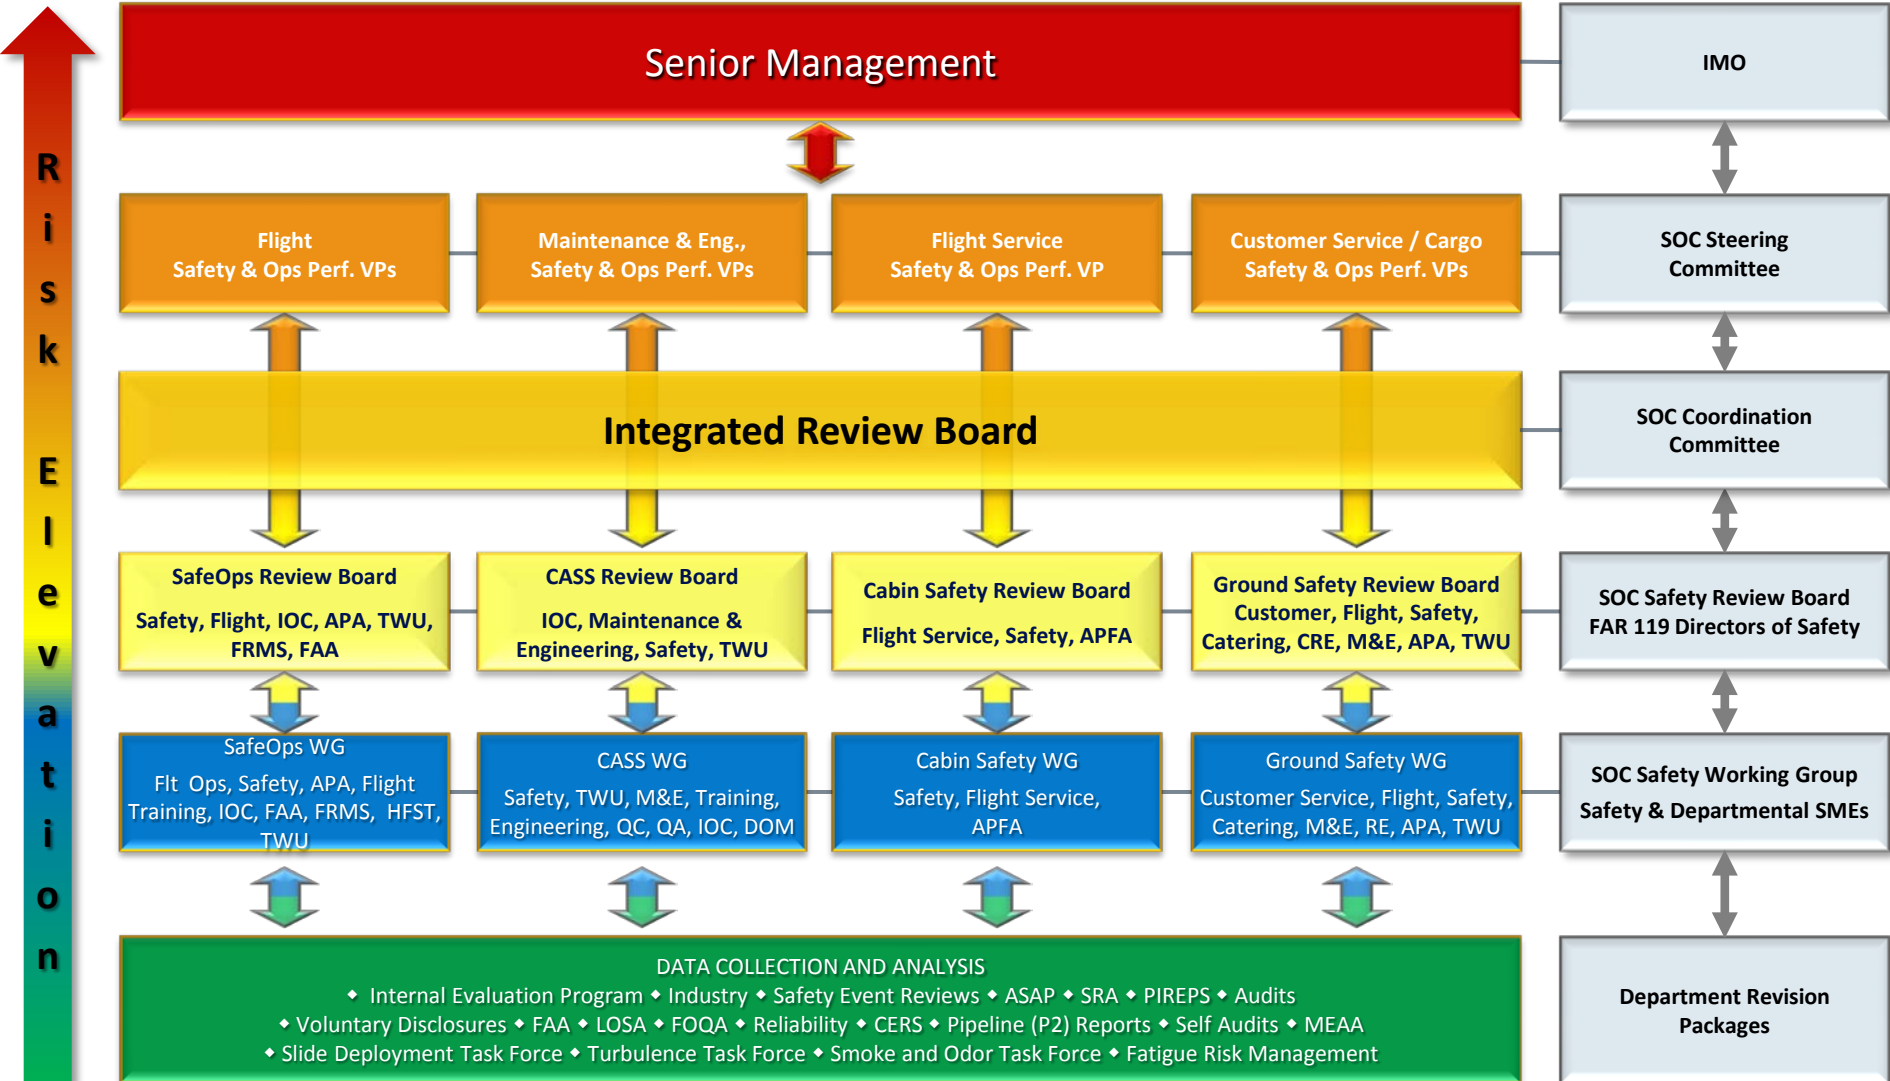 Risk Elevation
Senior Management
IMO
Flight
Safety & Ops Perf. VPs
Maintenance & Eng.,
Safety & Ops Perf. VPs
Flight Service
Safety & Ops Perf. VP
Customer Service / Cargo
Safety & Ops Perf. VPs
SOC Steering
Committee
Integrated Review Board
SOC Coordination
Committee
SafeOps Review Board
Safety, Flight, IOC, APA, TWU,
FRMS, FAA
CASS Review Board
IOC, Maintenance &
Engineering, Safety, TWU
Cabin Safety Review Board
Flight Service, Safety, APFA
Ground Safety Review Board
Customer, Flight, Safety,
Catering, CRE, M&E, APA, TWU
SOC Safety Review Board
FAR 119 Directors of Safety
SafeOps WG
Flt Ops, Safety, APA, Flight
Training, IOC, FAA, FRMS, HFST,
TWU
CASS WG
Safety, TWU, M&E, Training,
Engineering, QC, QA, IOC, DOM
Cabin Safety WG
Safety, Flight Service,
APFA
Ground Safety WG
Customer Service, Flight, Safety,
Catering, M&E, RE, APA, TWU
SOC Safety Working Group
Safety & Departmental SMEs
DATA COLLECTION AND ANALYSIS
◆ Internal Evaluation Program ◆ Industry ◆ Safety Event Reviews ◆ ASAP ◆ SRA ◆ PIREPS ◆ Audits
◆ Voluntary Disclosures ◆ FAA ◆ LOSA ◆ FOQA ◆ Reliability ◆ CERS ◆ Pipeline (P2) Reports ◆ Self Audits ◆ MEAA
◆ Slide Deployment Task Force ◆ Turbulence Task Force ◆ Smoke and Odor Task Force ◆ Fatigue Risk Management
Department Revision
Packages